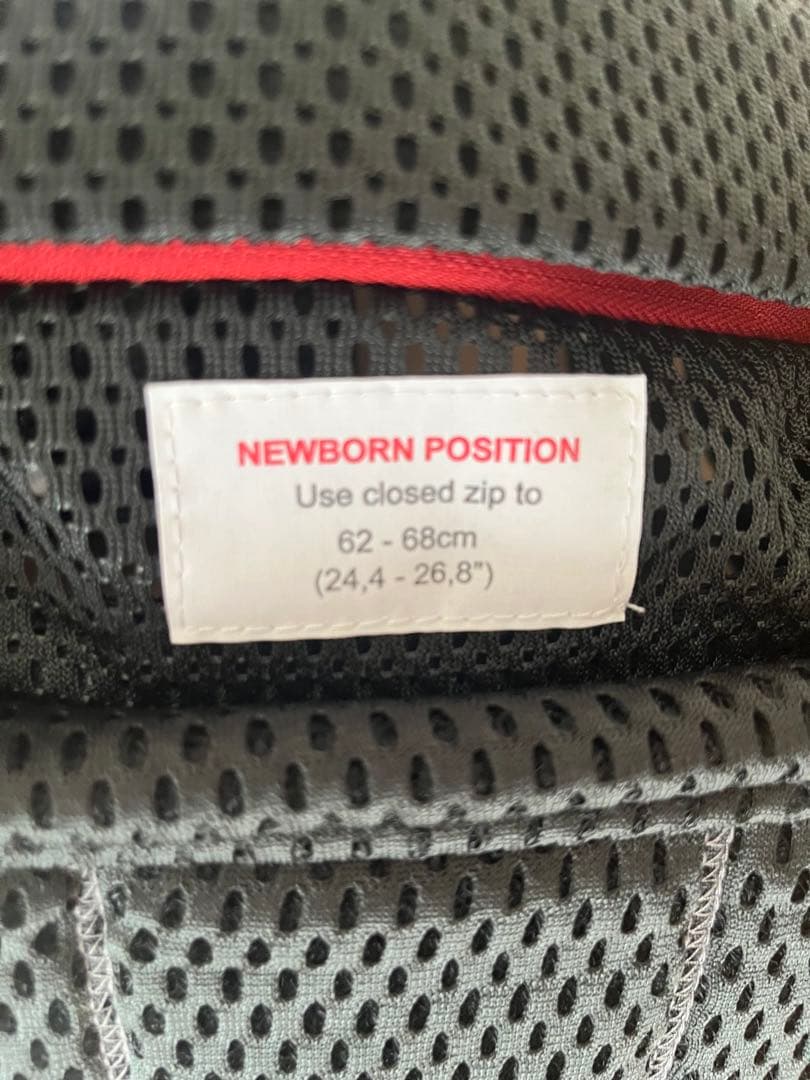 NEWBORN POSITION
Use closed zip to
62 - 68cm
(24,4 - 26,8")